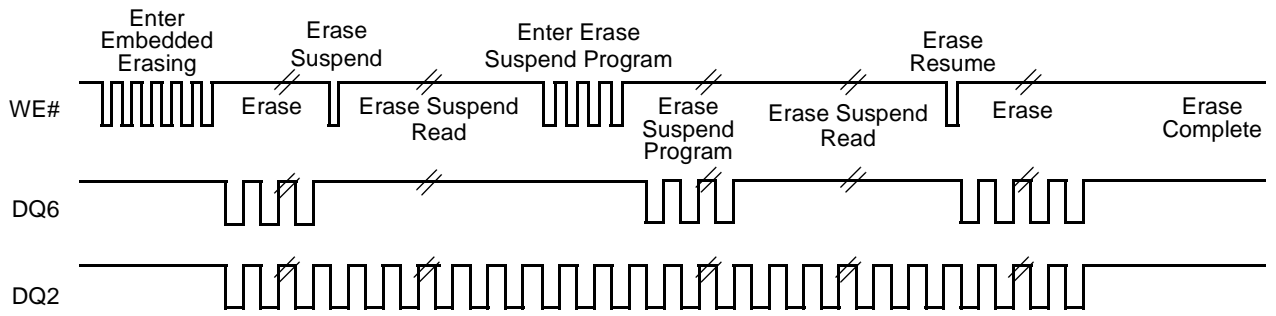 Enter
Embedded
Erasing
Erase
Suspend
Enter Erase
Suspend Program
Erase
Resume
WE#
Erase
Erase Suspend
Read
Erase
Suspend
Program
Erase Suspend
Read
Erase
Erase
Complete
DQ6
DQ2